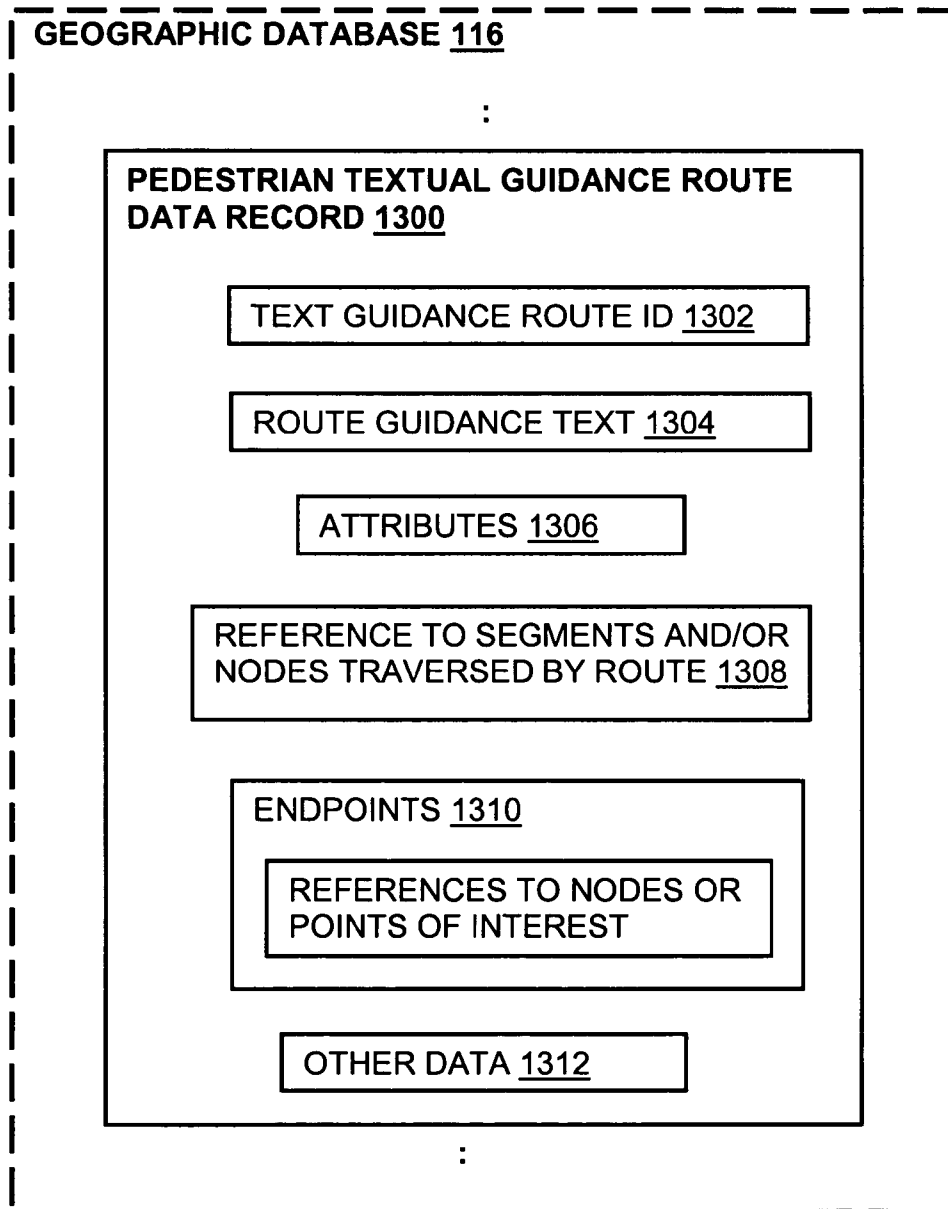 GEOGRAPHIC DATABASE 116
:
PEDESTRIAN TEXTUAL GUIDANCE ROUTE
DATA RECORD 1300
TEXT GUIDANCE ROUTE ID 1302
ROUTE GUIDANCE TEXT 1304
ATTRIBUTES 1306
REFERENCE TO SEGMENTS AND/OR
NODES TRAVERSED BY ROUTE 1308
ENDPOINTS 1310
REFERENCES TO NODES OR
POINTS OF INTEREST
OTHER DATA 1312
: